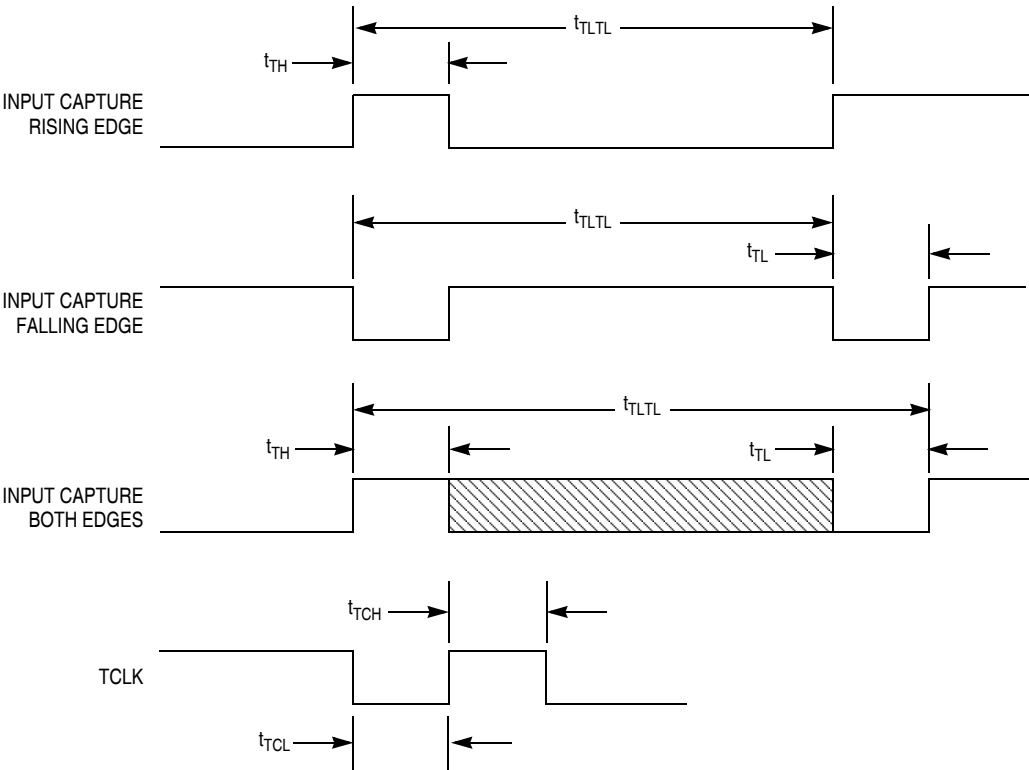 tTLTL
tTH
INPUT CAPTURE
RISING EDGE
tTLTL
tTL
INPUT CAPTURE
FALLING EDGE
tTLTL
tTH
tTL
INPUT CAPTURE
BOTH EDGES
tTCH
TCLK
tTCL